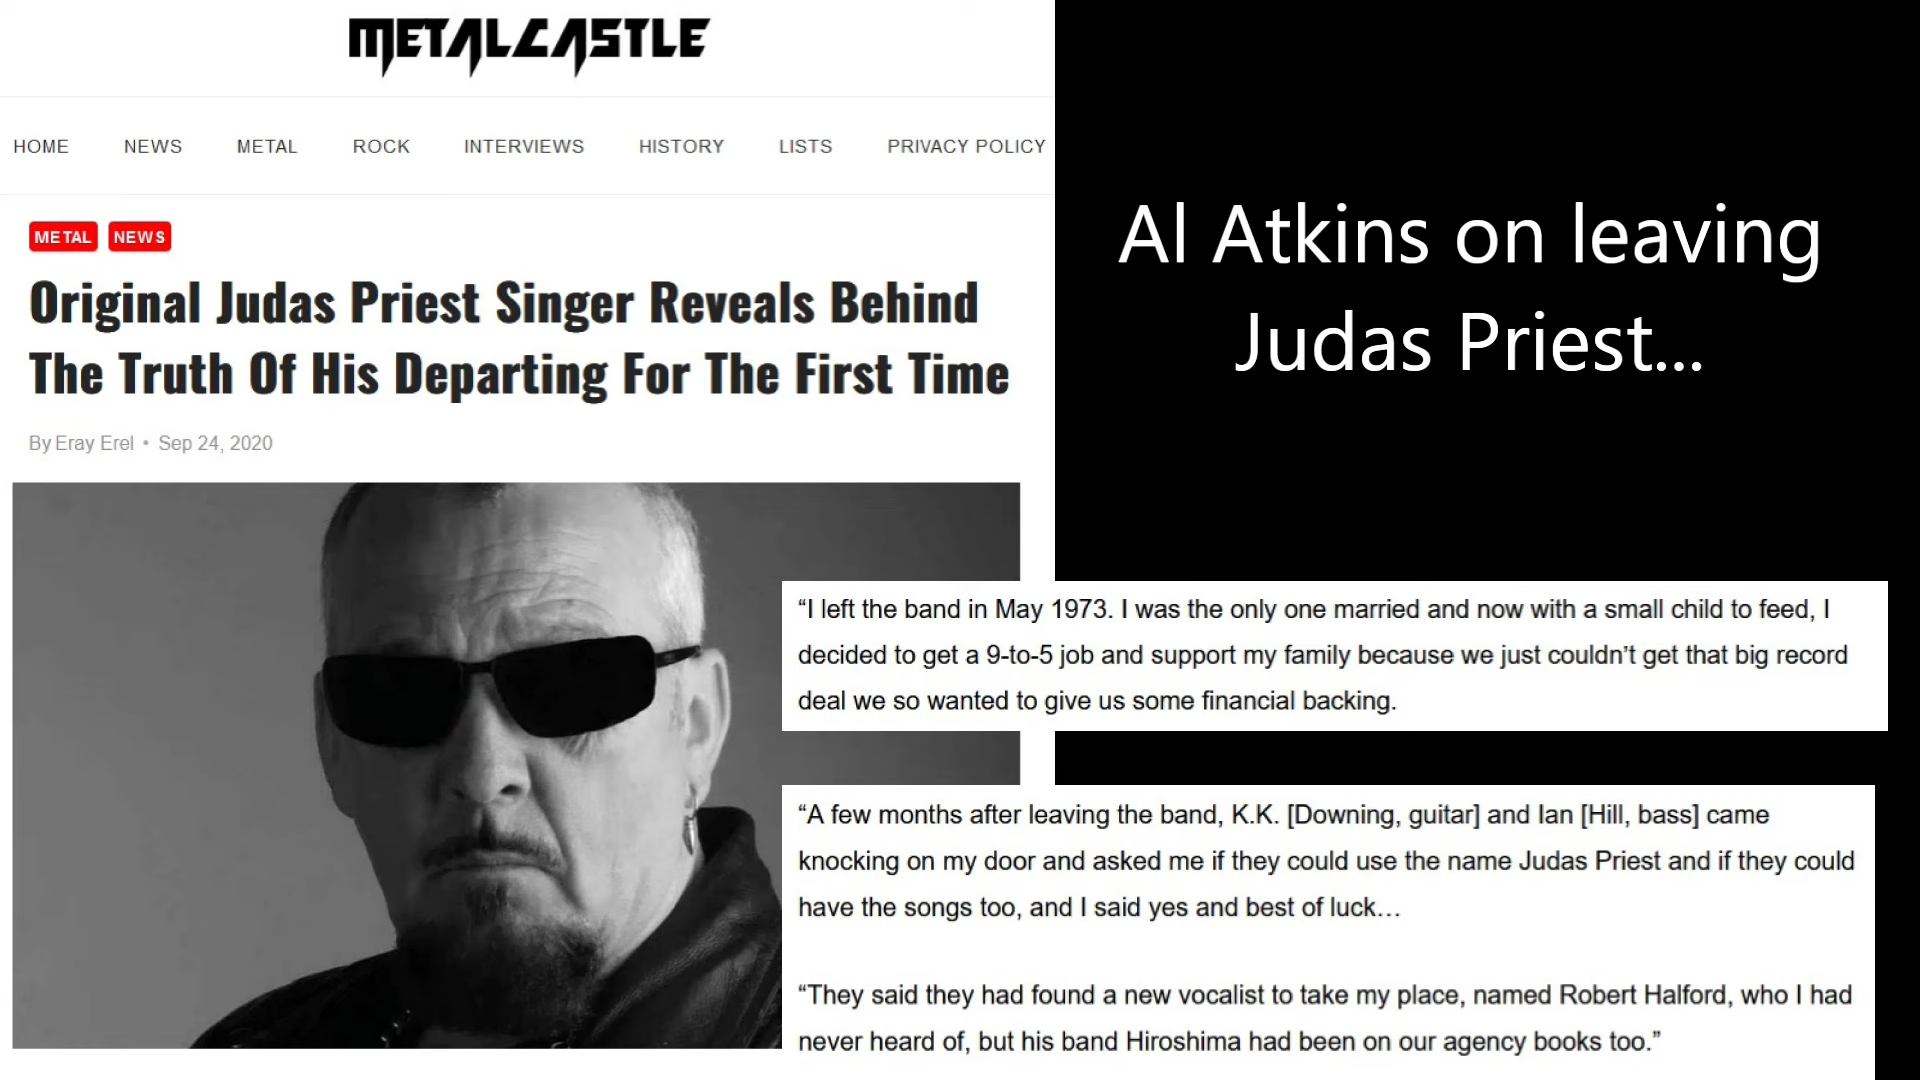 METALCASTLE
HOME NEWS METAL ROCK INTERVIEWS HISTORY LISTS PRIVACY POLICY
METAL NEWS
Original Judas Priest Singer Reveals Behind
The Truth Of His Departing For The First Time
By Eray Erel • Sep 24, 2020
Al Atkins on leaving
Judas Priest...
“I left the band in May 1973. I was the only one married and now with a small child to feed, I
decided to get a 9-to-5 job and support my family because we just couldn’t get that big record
deal we so wanted to give us some financial backing.
“A few months after leaving the band, K.K. [Downing, guitar] and Ian [Hill, bass] came
knocking on my door and asked me if they could use the name Judas Priest and if they could
have the songs too, and I said yes and best of luck…
“They said they had found a new vocalist to take my place, named Robert Halford, who I had
never heard of, but his band Hiroshima had been on our agency books too.”